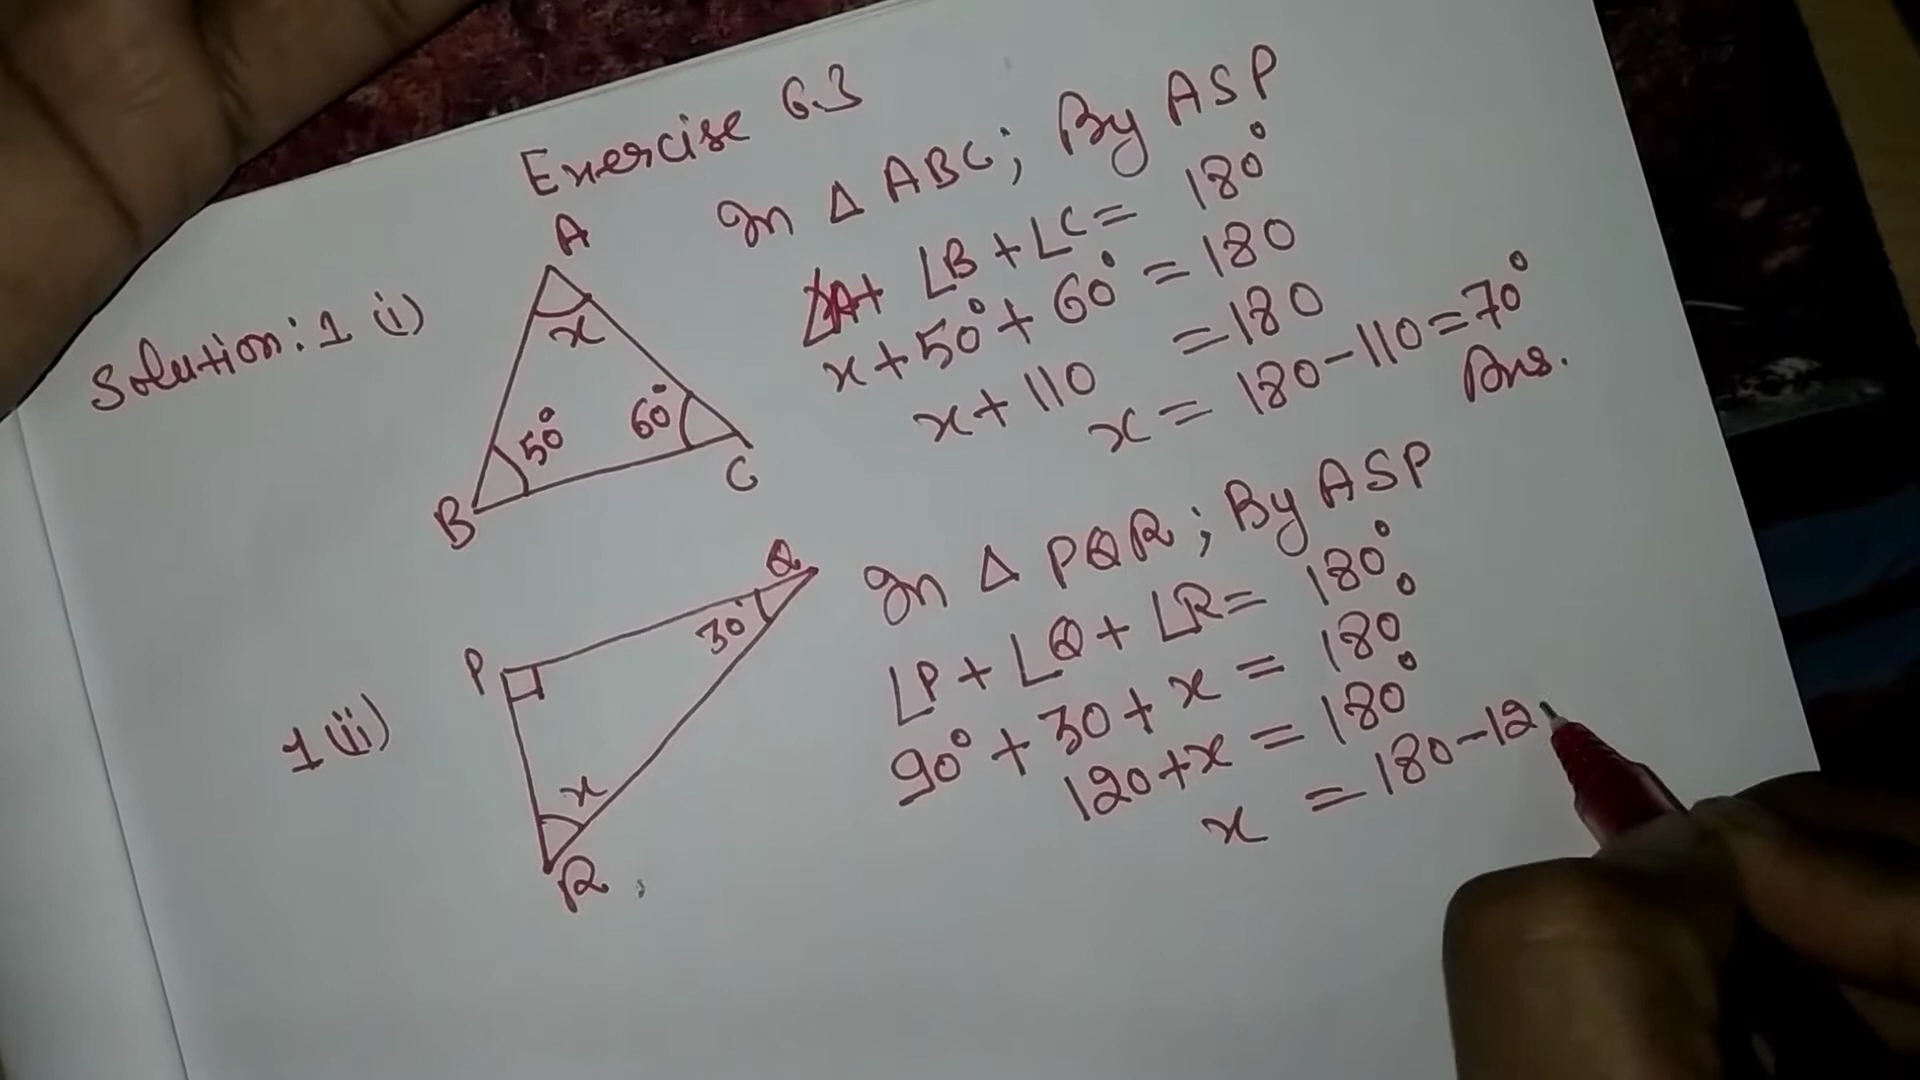 Exercise 6.3
Solution: 1 (i)
A
x
50°
60°
B
C
In Δ ABC; By ASP
∠A+ ∠B + ∠C = 180°
x + 50° + 60° = 180
x + 110 = 180
x = 180 - 110 = 70°
Ans.
1 (ii)
P
Q
30°
x
R
In Δ PQR; By ASP
∠P + ∠Q + ∠R = 180°
90° + 30 + x = 180°
120 + x = 180°
x = 180 - 12